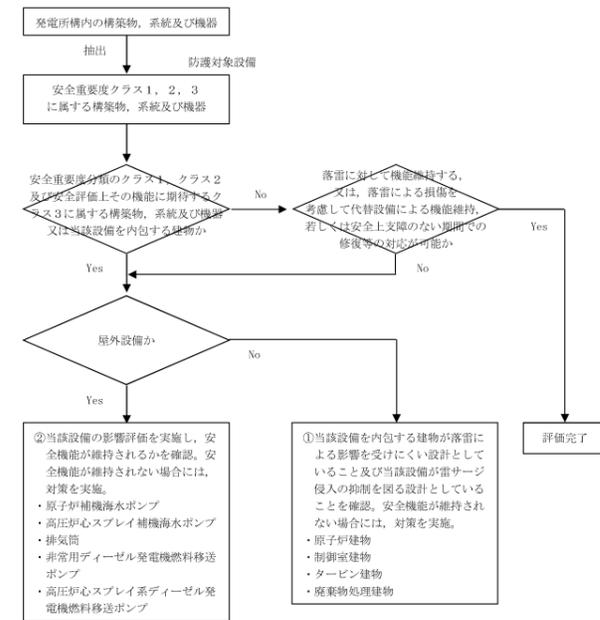 発電所構内の構築物，系統及び機器
抽出
防護対象設備
安全重要度クラス１，２，３
に属する構築物，系統及び機器
安全重要度分類のクラス１，クラス２
及び安全評価上その機能に期待するク
ラス３に属する構築物，系統及び機器
又は当該設備を内包する建物か
No
落雷に対して機能維持する，
又は，落雷による損傷を
考慮して代替設備による機能維持，
若しくは安全上支障のない期間での
修復等の対応が可能か
Yes
Yes
No
屋外設備か
No
Yes
②当該設備の影響評価を実施し，安
全機能が維持されるかを確認。安
全機能が維持されない場合には，
対策を実施。
・原子炉補機海水ポンプ
・高圧炉心スプレイ補機海水ポンプ
・排気筒
・非常用ディーゼル発電機燃料移送
ポンプ
・高圧炉心スプレイ系ディーゼル発
電機燃料移送ポンプ
①当該設備を内包する建物が落雷に
よる影響を受けにくい設計として
いること及び当該設備が雷サージ
侵入の抑制を図る設計としている
ことを確認。安全機能が維持され
ない場合には，対策を実施。
・原子炉建物
・制御室建物
・タービン建物
・廃棄物処理建物
評価完了